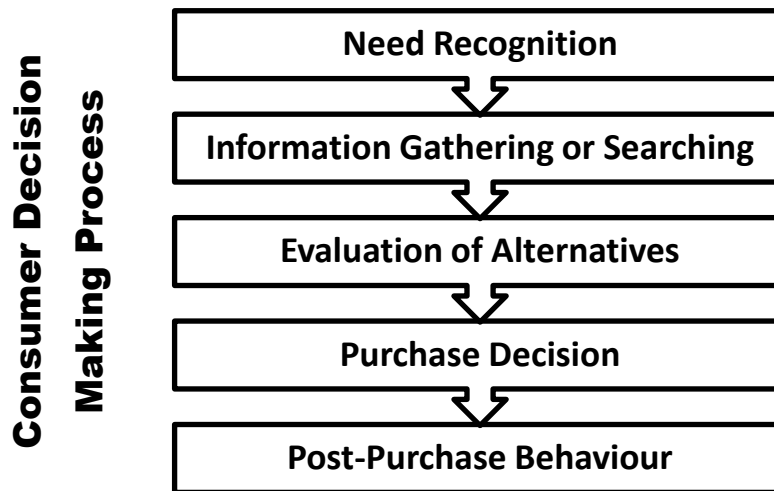 Consumer Decision
Making Process
Need Recognition
Information Gathering or Searching
Evaluation of Alternatives
Purchase Decision
Post-Purchase Behaviour